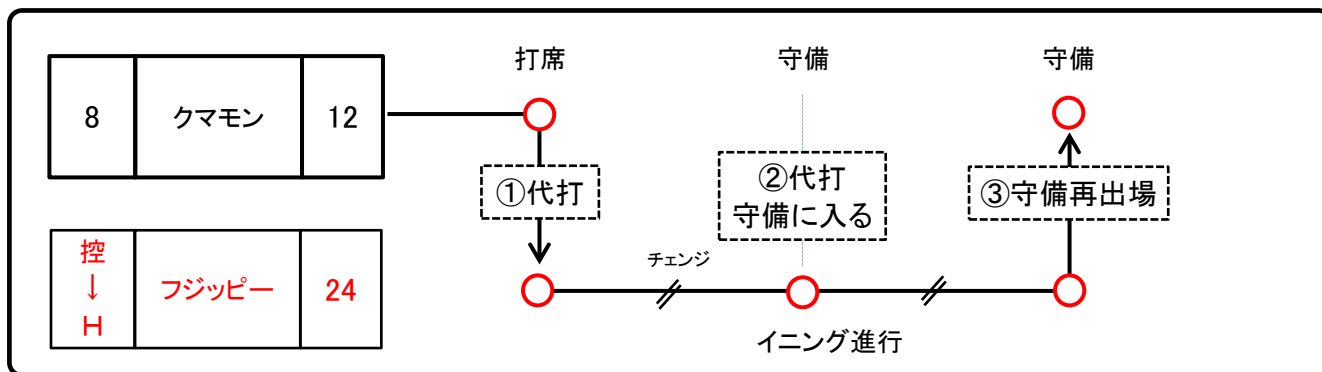 打席
守備
守備
8
クマモン
12
①代打
②代打
守備に入る
③守備再出場
控
↓
H
フジッピー
24
チェンジ
イニング進行